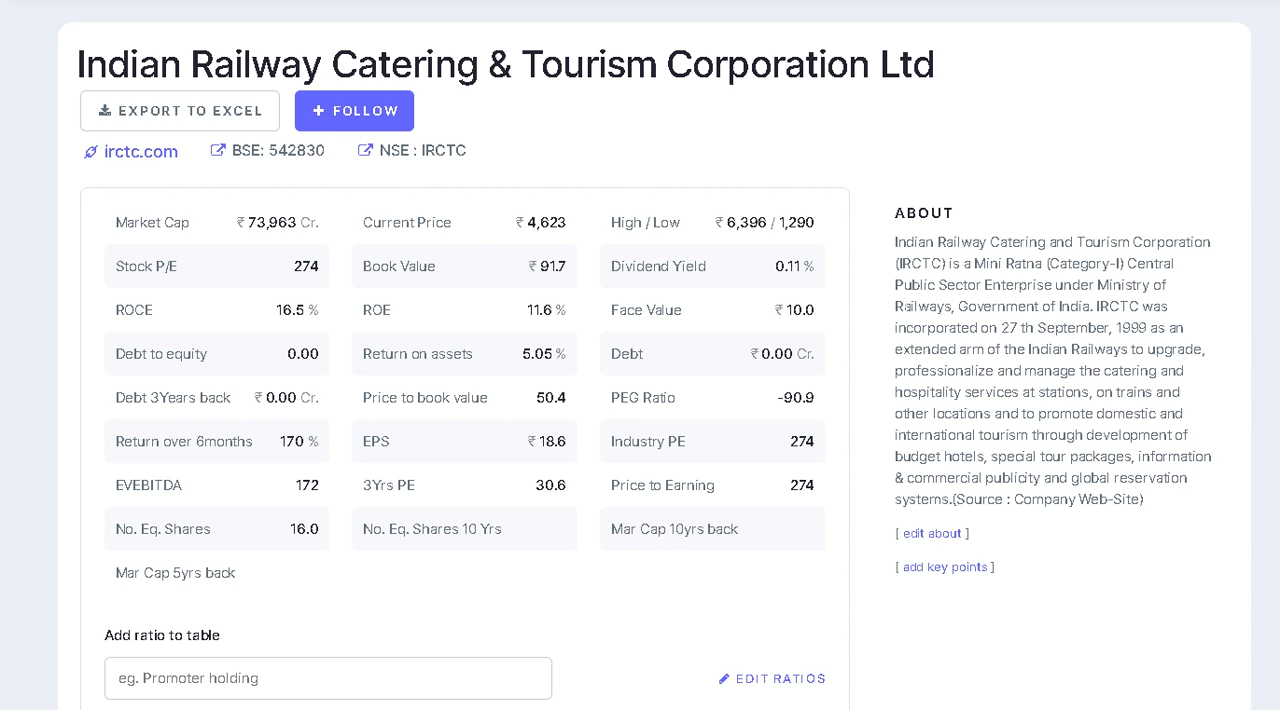 Indian Railway Catering & Tourism Corporation Ltd
EXPORT TO EXCEL + FOLLOW
irctc.com BSE: 542830 NSE : IRCTC
Market Cap ₹ 73,963 Cr. Current Price ₹ 4,623 High / Low ₹ 6,396 / 1,290
Stock P/E 274 Book Value ₹ 91.7 Dividend Yield 0.11 %
ROCE 16.5 % ROE 11.6 % Face Value ₹ 10.0
Debt to equity 0.00 Return on assets 5.05 % Debt ₹ 0.00 Cr.
Debt 3Years back ₹ 0.00 Cr. Price to book value 50.4 PEG Ratio -90.9
Return over 6months 170 % EPS ₹ 18.6 Industry PE 274
EVEBITDA 172 3Yrs PE 30.6 Price to Earning 274
No. Eq. Shares 16.0 No. Eq. Shares 10 Yrs Mar Cap 10yrs back
Mar Cap 5yrs back
Add ratio to table
eg. Promoter holding
EDIT RATIOS
ABOUT
Indian Railway Catering and Tourism Corporation
(IRCTC) is a Mini Ratna (Category-I) Central
Public Sector Enterprise under Ministry of
Railways, Government of India. IRCTC was
incorporated on 27 th September, 1999 as an
extended arm of the Indian Railways to upgrade,
professionalize and manage the catering and
hospitality services at stations, on trains and
other locations and to promote domestic and
international tourism through development of
budget hotels, special tour packages, information
& commercial publicity and global reservation
systems.(Source : Company Web-Site)
[ edit about ]
[ add key points ]